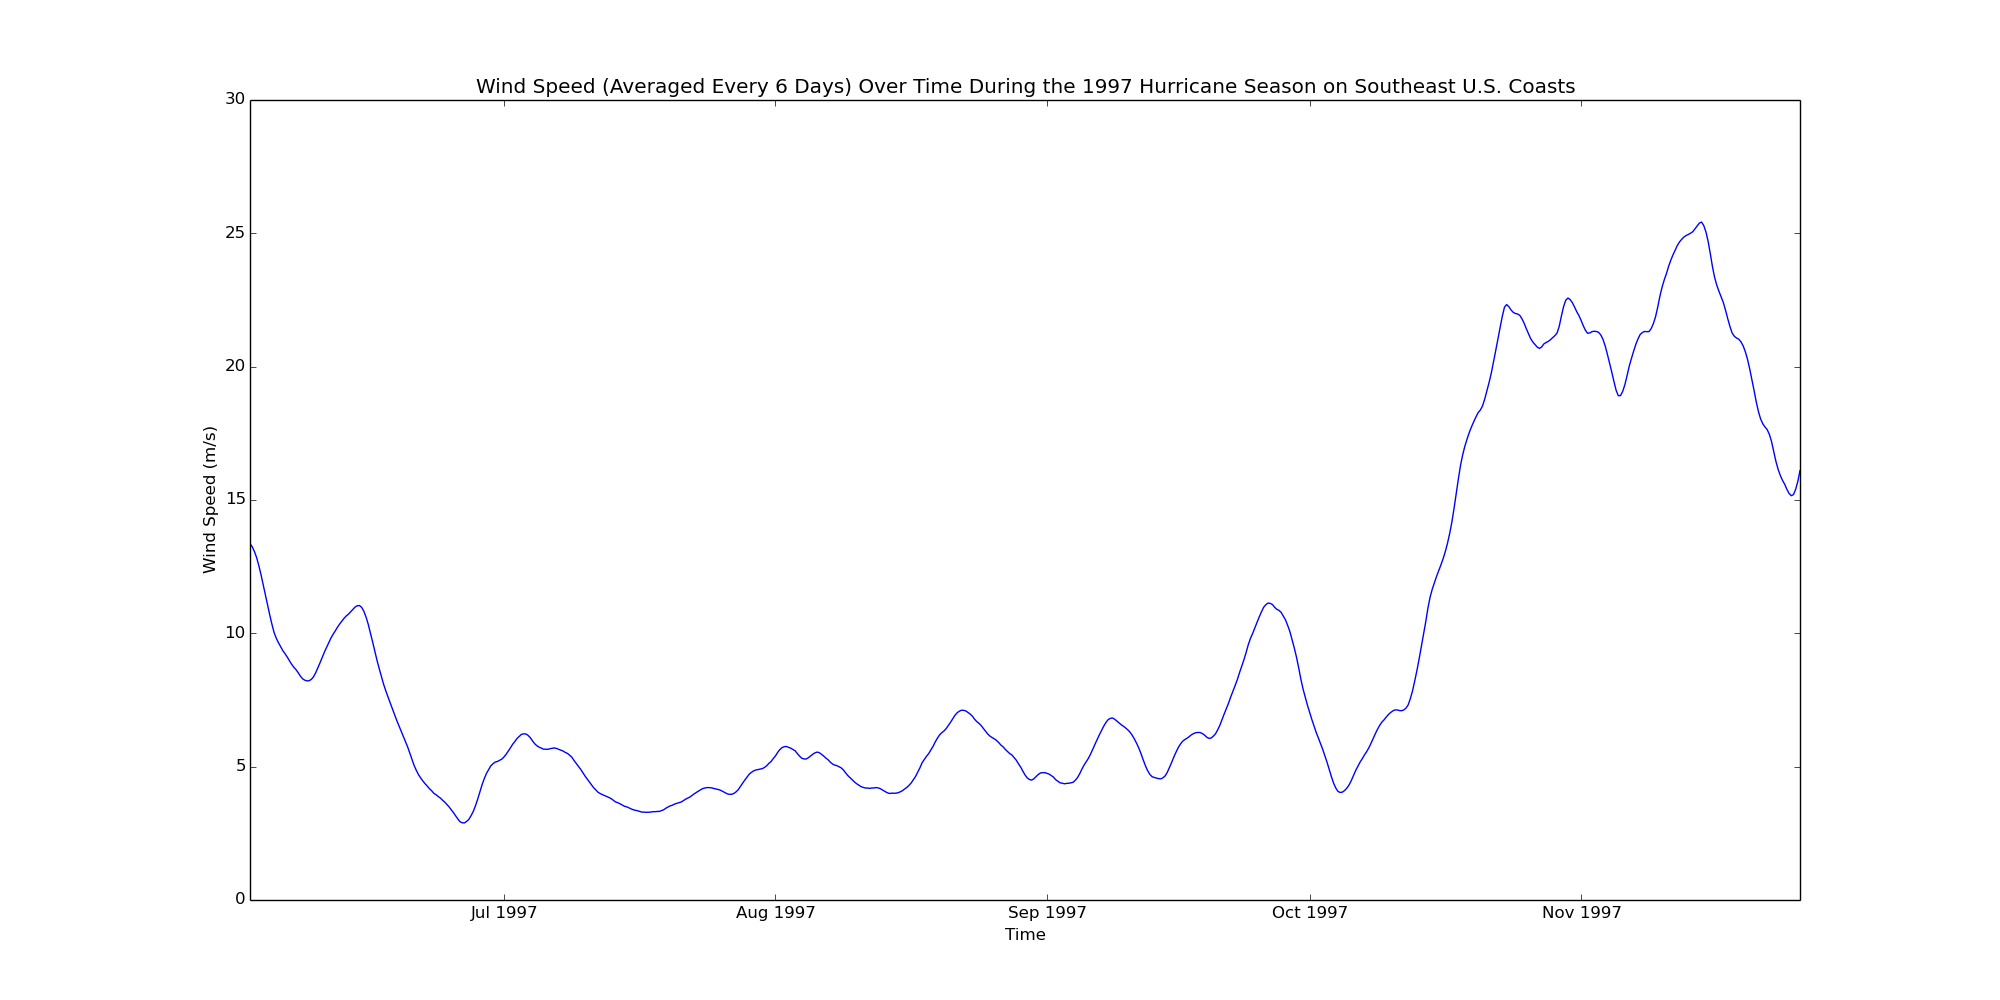 Wind Speed (Averaged Every 6 Days) Over Time During the 1997 Hurricane Season on Southeast U.S. Coasts
30
25
20
15
10
5
0
Wind Speed (m/s)
Jul 1997 Aug 1997 Sep 1997 Oct 1997 Nov 1997
Time